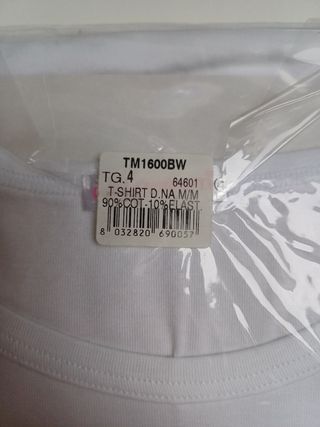 TM1600BW
TG. 4 64601
T-SHIRT D.NA M/M
90%COT-10%ELAST.
8 032820 690057